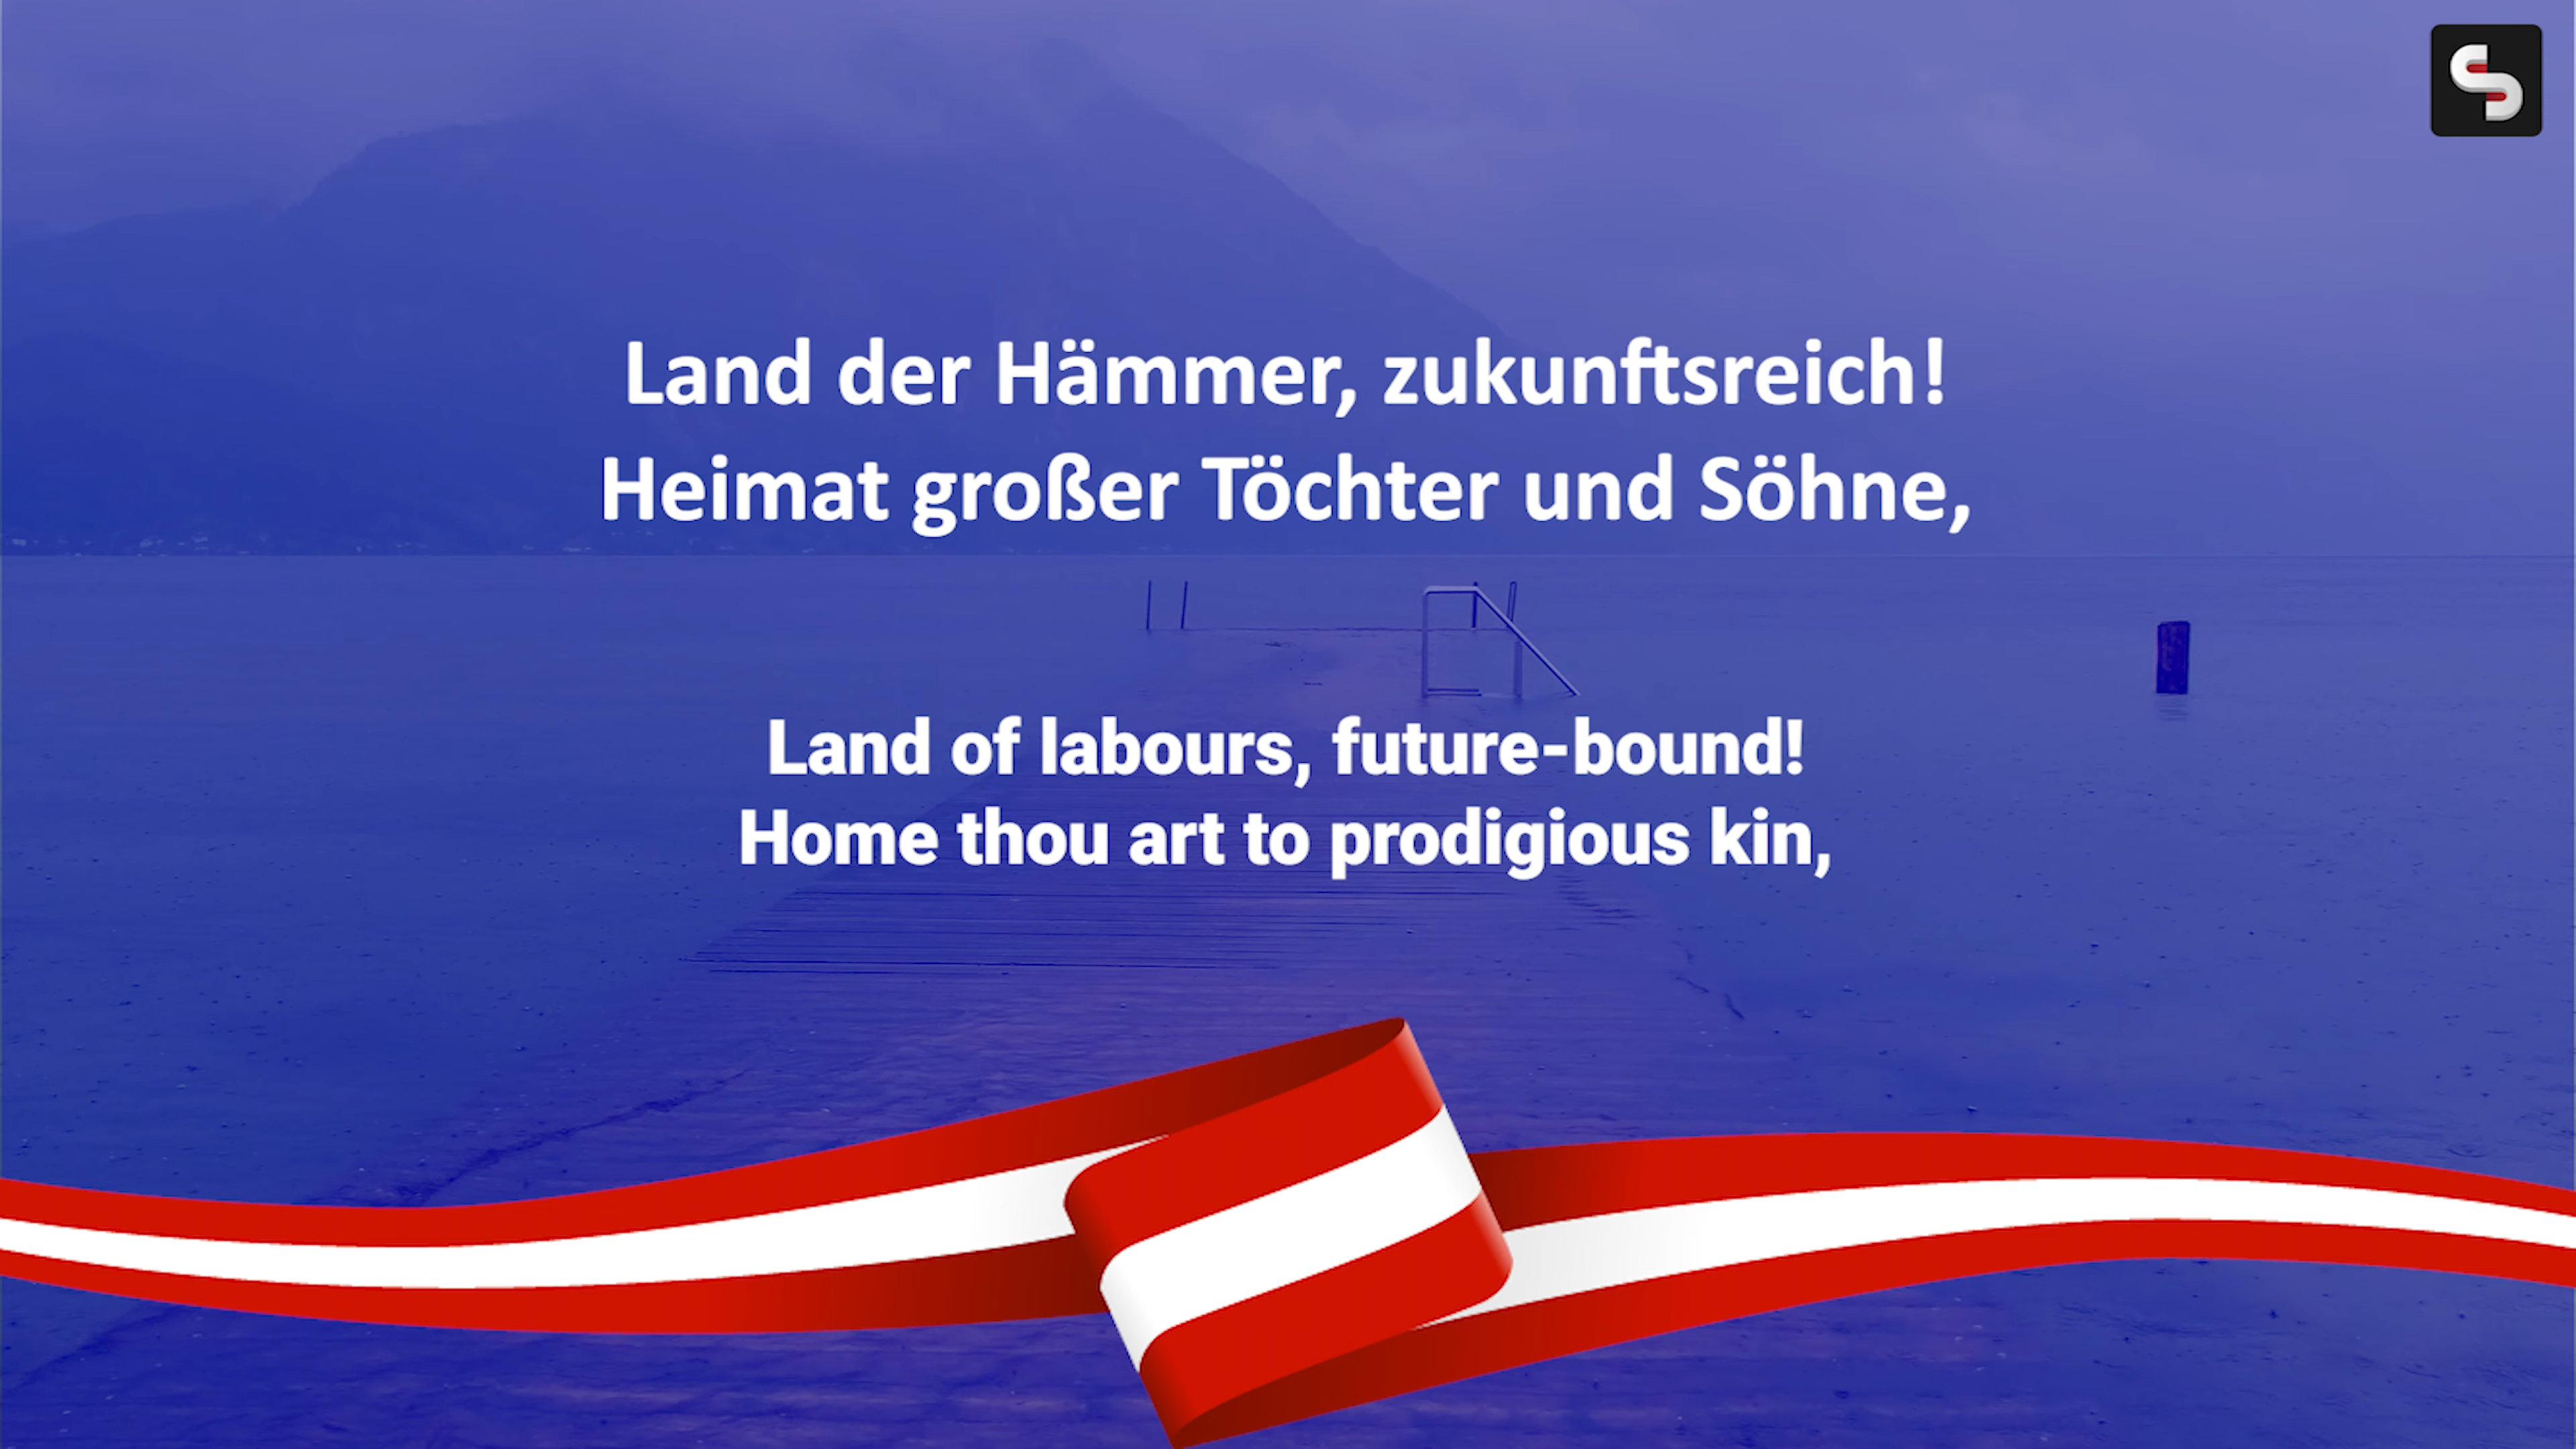 Land der Hämmer, zukunftsreich!
Heimat großer Töchter und Söhne,
Land of labours, future-bound!
Home thou art to prodigious kin,